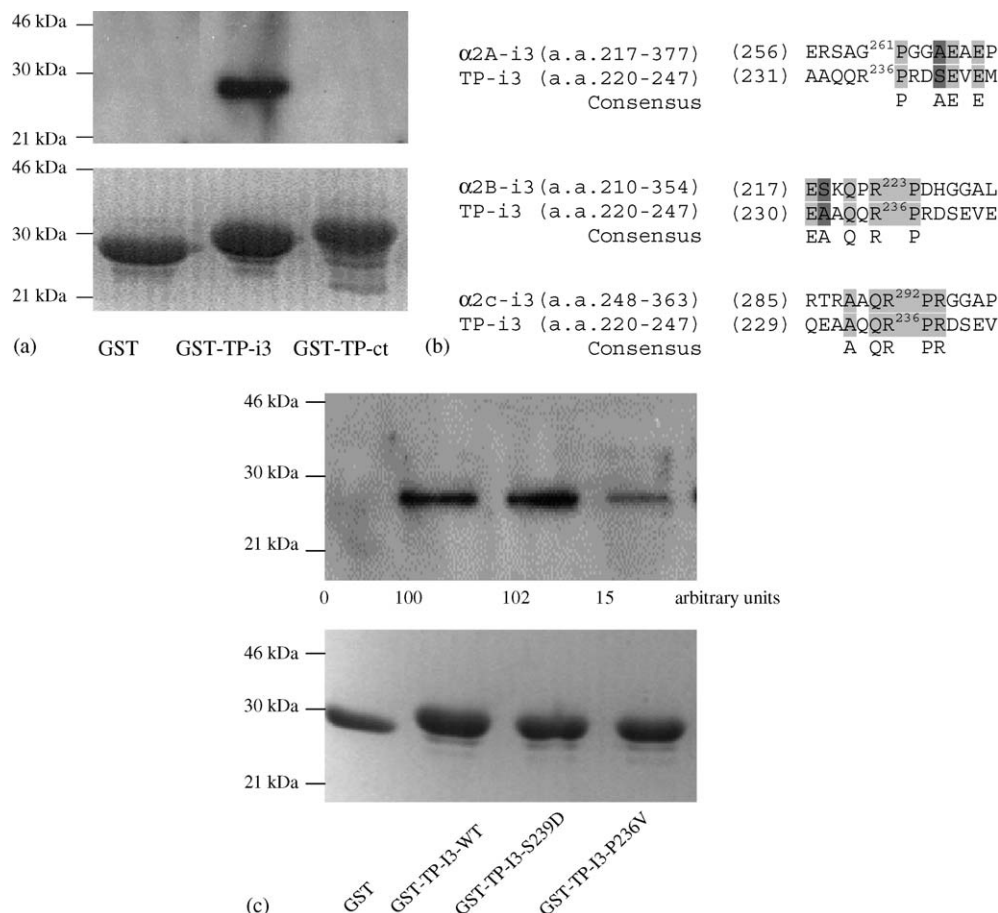 46 kDa
30 kDa
21 kDa
46 kDa
30 kDa
21 kDa
(a) GST GST-TP-i3 GST-TP-ct
α2A-i3(a.a.217-377) (256) ERSAG261PGGAEAEP
TP-i3 (a.a.220-247) (231) AAQQR236PRDSEVEM
Consensus P AE E
α2B-i3(a.a.210-354) (217) ESKQPR223PDHGGAL
TP-i3 (a.a.220-247) (230) EAAQQR236PRDSEVE
Consensus EA Q R P
α2c-i3(a.a.248-363) (285) RTRAAQR292PRGGAP
TP-i3 (a.a.220-247) (229) QEAAQQR236PRDSEV
Consensus A QR PR
(b)
46 kDa
30 kDa
21 kDa
0 100 102 15 arbitrary units
46 kDa
30 kDa
21 kDa
GST
GST-TP-I3-WT
GST-TP-I3-S239D
GST-TP-I3-P236V
(c)